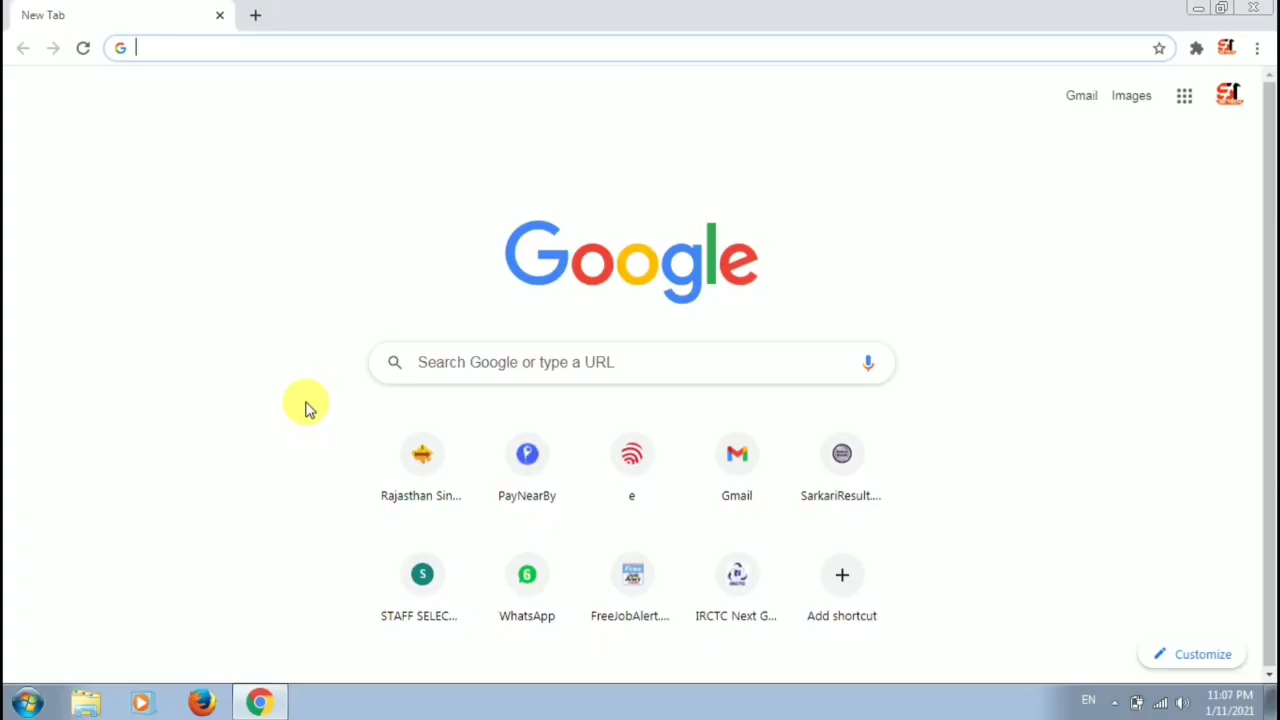 New Tab
Gmail Images
Google
Search Google or type a URL
Rajasthan Sin... PayNearBy e Gmail SarkariResult....
S 6
STAFF SELEC... WhatsApp FreeJobAlert.... IRCTC Next G... Add shortcut
Customize
EN 11:07 PM
1/11/2021